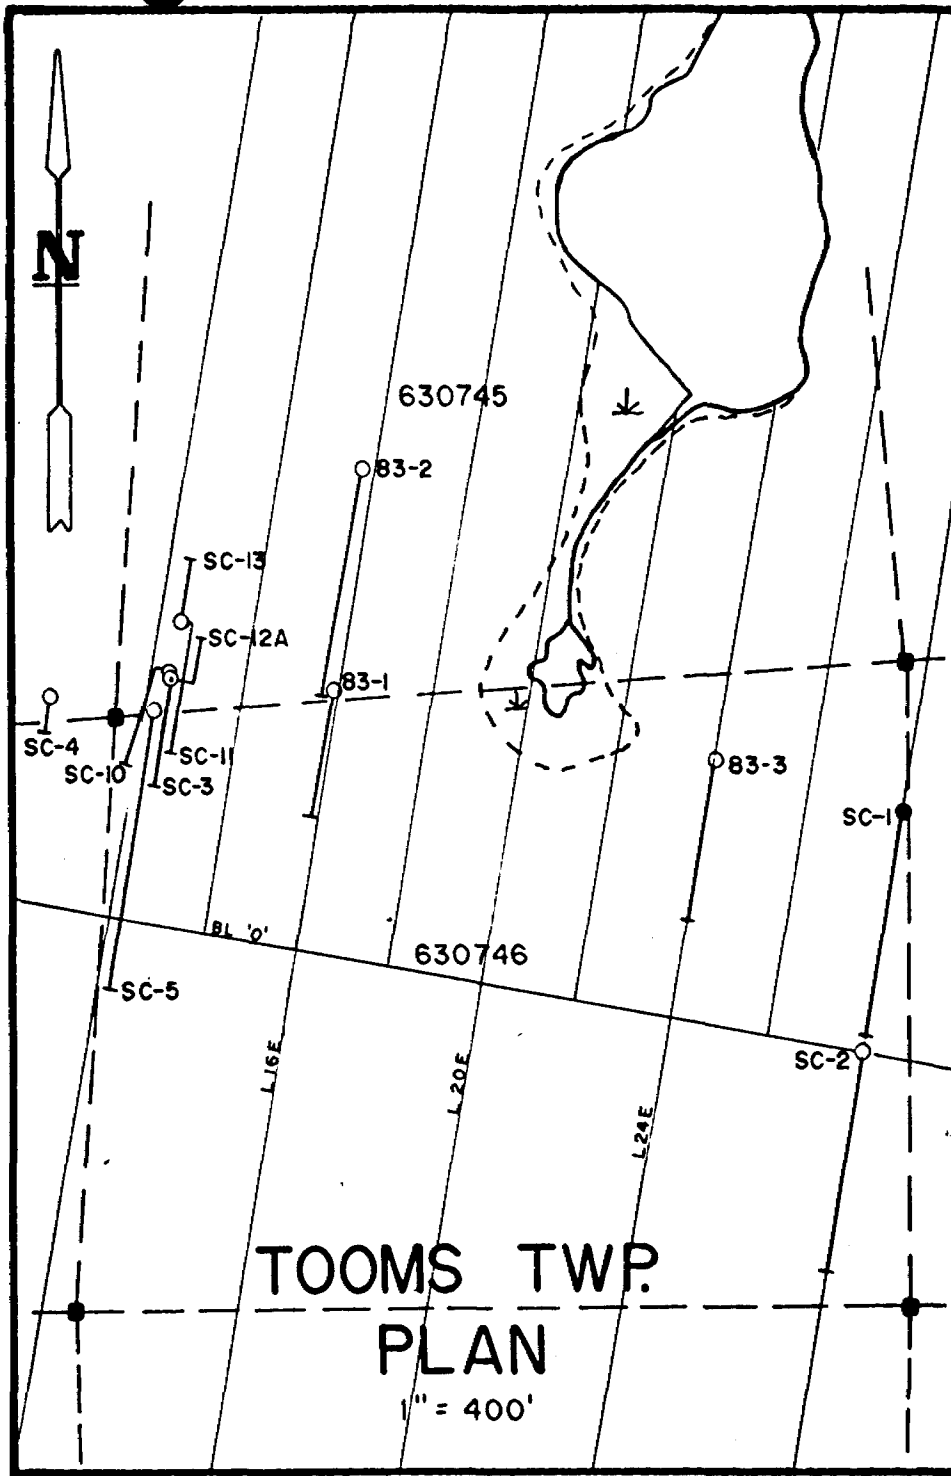 N
630745
83-2
SC-13
SC-12A
83-1
SC-4
SC-10
SC-11
SC-3
83-3
SC-1
BL 'O'
630746
SC-5
SC-2
L16E
L20E
L24E
TOOMS TWP.
PLAN
1" = 400'